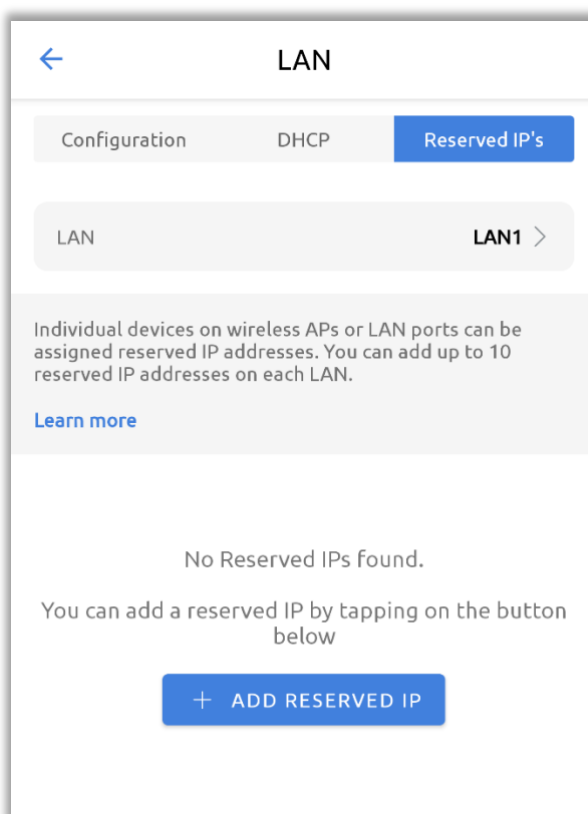 LAN
Configuration DHCP Reserved IP's
LAN LAN1
Individual devices on wireless APs or LAN ports can be
assigned reserved IP addresses. You can add up to 10
reserved IP addresses on each LAN.
Learn more
No Reserved IPs found.
You can add a reserved IP by tapping on the button
below
+ ADD RESERVED IP